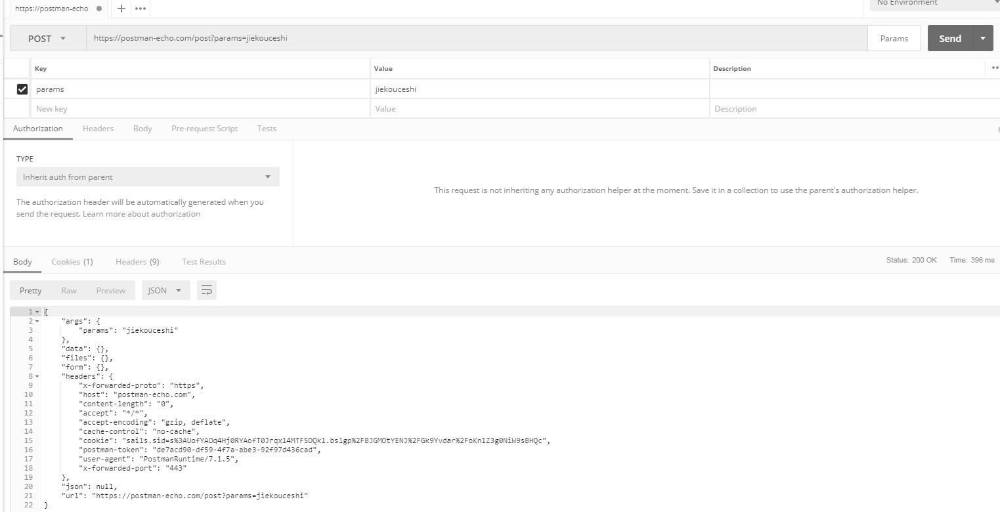 https://postman-echo
No Environment
POST https://postman-echo.com/post?params=jiekouceshi Params Send
Key Value Description
params jiekouceshi
New key Value Description
Authorization Headers Body Pre-request Script Tests
TYPE
Inherit auth from parent
The authorization header will be automatically generated when you
send the request. Learn more about authorization
This request is not inheriting any authorization helper at the moment. Save it in a collection to use the parent's authorization helper.
Body Cookies (1) Headers (9) Test Results Status: 200 OK Time: 396 ms
Pretty Raw Preview JSON
1 {
2 "args": {
3 "params": "jiekouceshi"
4 },
5 "data": {},
6 "files": {},
7 "form": {},
8 "headers": {
9 "x-forwarded-proto": "https",
10 "host": "postman-echo.com",
11 "content-length": "0",
12 "accept": "*/*",
13 "accept-encoding": "gzip, deflate",
14 "cache-control": "no-cache",
15 "cookie": "sails.sid=s%3AUofYAOq4Hj0RYAofT0Jrqx14MTF5DQk1.bslgp%2FBJGMOtYENJ%2FGk9Yvdar%2FoKn1Z3g0NiW9sBHQc",
16 "postman-token": "de7acd90-df59-4f7a-abe3-92f97d436cad",
17 "user-agent": "PostmanRuntime/7.1.5",
18 "x-forwarded-port": "443"
19 },
20 "json": null,
21 "url": "https://postman-echo.com/post?params=jiekouceshi"
22 }